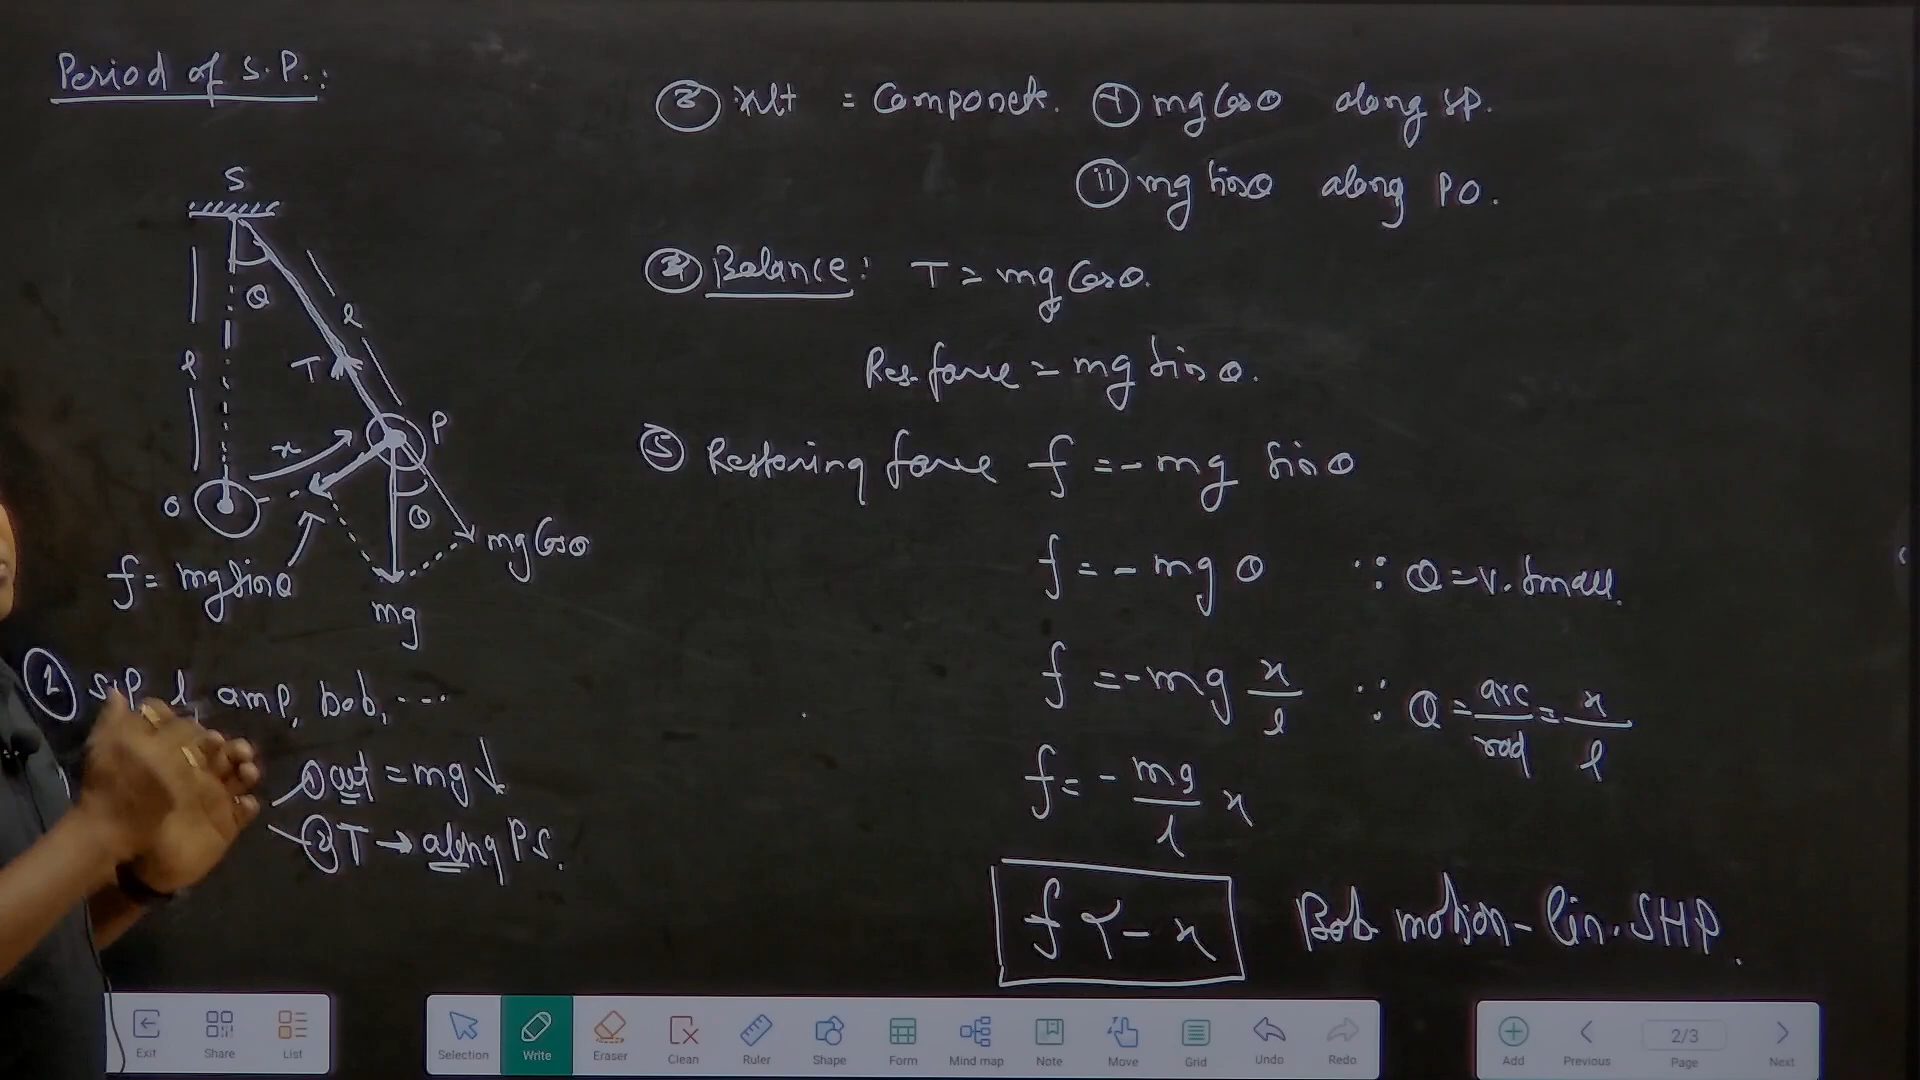 Period of S.P.:
S
θ
l
l
T
P
x
O
θ
mg Cosθ
f = mg sinθ
mg
② S.P, l, amp, bob, ...
① wt = mg ↓
② T → along PS.
③ wt = Component. ⓘ mg Cosθ along SP.
ⓘⓘ mg sinθ along PO.
④ Balance: T = mg Cosθ.
Res. force = mg sin θ.
⑤ Restoring force f = - mg sin θ
f = - mg θ ∵ θ = v. small.
f = - mg x/l ∵ θ = arc/rad = x/l
f = - mg/l x
f ∝ - x Bob motion - lin. SHM.
Exit Share List
Selection Write Eraser Clean Ruler Shape Form Mind map Note Move Grid Undo Redo
Add Previous 2/3 Page Next